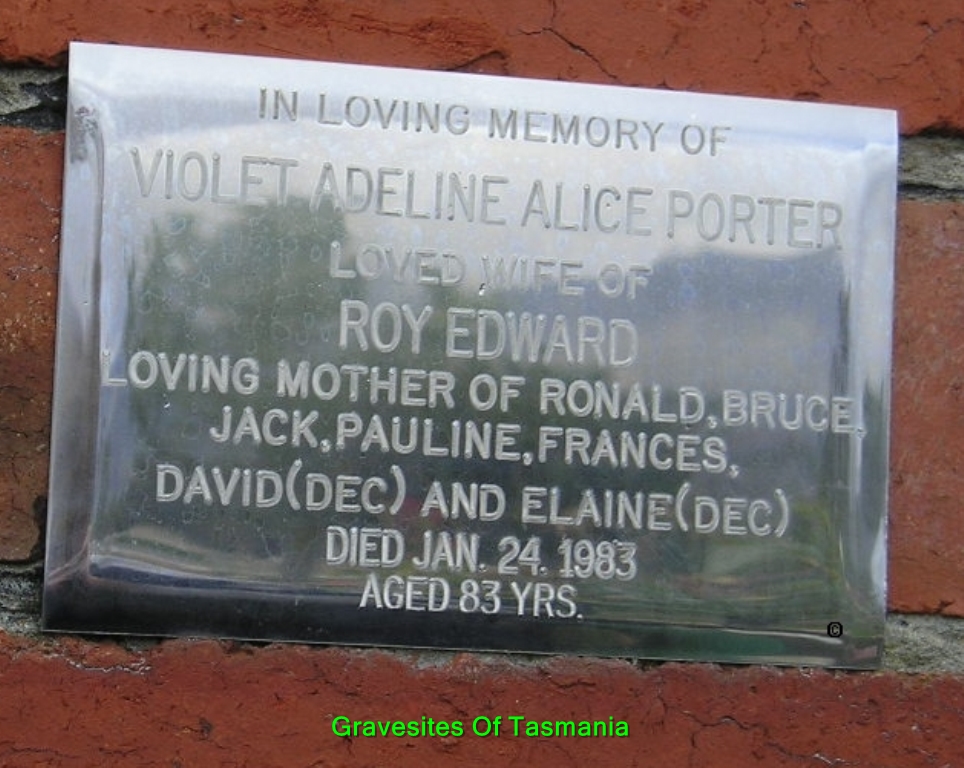 IN LOVING MEMORY OF
VIOLET ADELINE ALICE PORTER
LOVED WIFE OF
ROY EDWARD
LOVING MOTHER OF RONALD, BRUCE,
JACK, PAULINE, FRANCES,
DAVID (DEC) AND ELAINE (DEC)
DIED JAN. 24. 1983
AGED 83 YRS.
©
Gravesites Of Tasmania